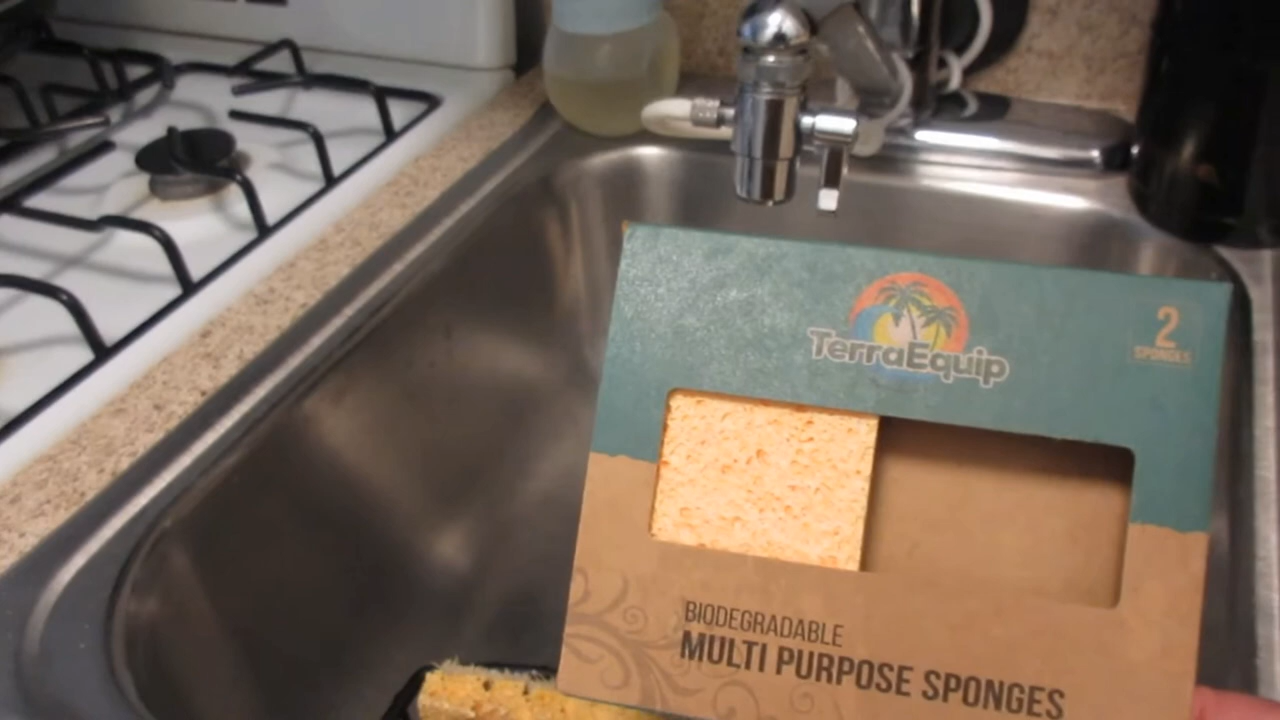 TerraEquip
2
SPONGES
BIODEGRADABLE
MULTI PURPOSE SPONGES